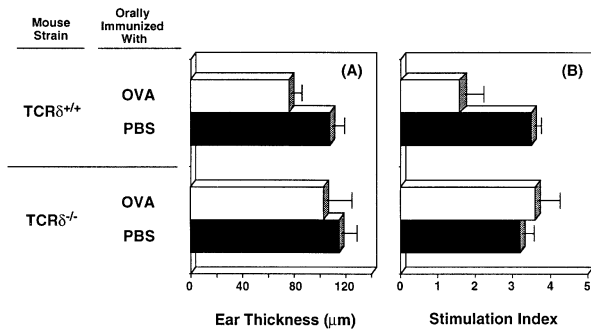 Mouse Strain
Orally Immunized With
(A)
(B)
TCRδ+/+
OVA
PBS
TCRδ-/-
OVA
PBS
0 40 80 120
0 1 2 3 4 5
Ear Thickness (μm)
Stimulation Index